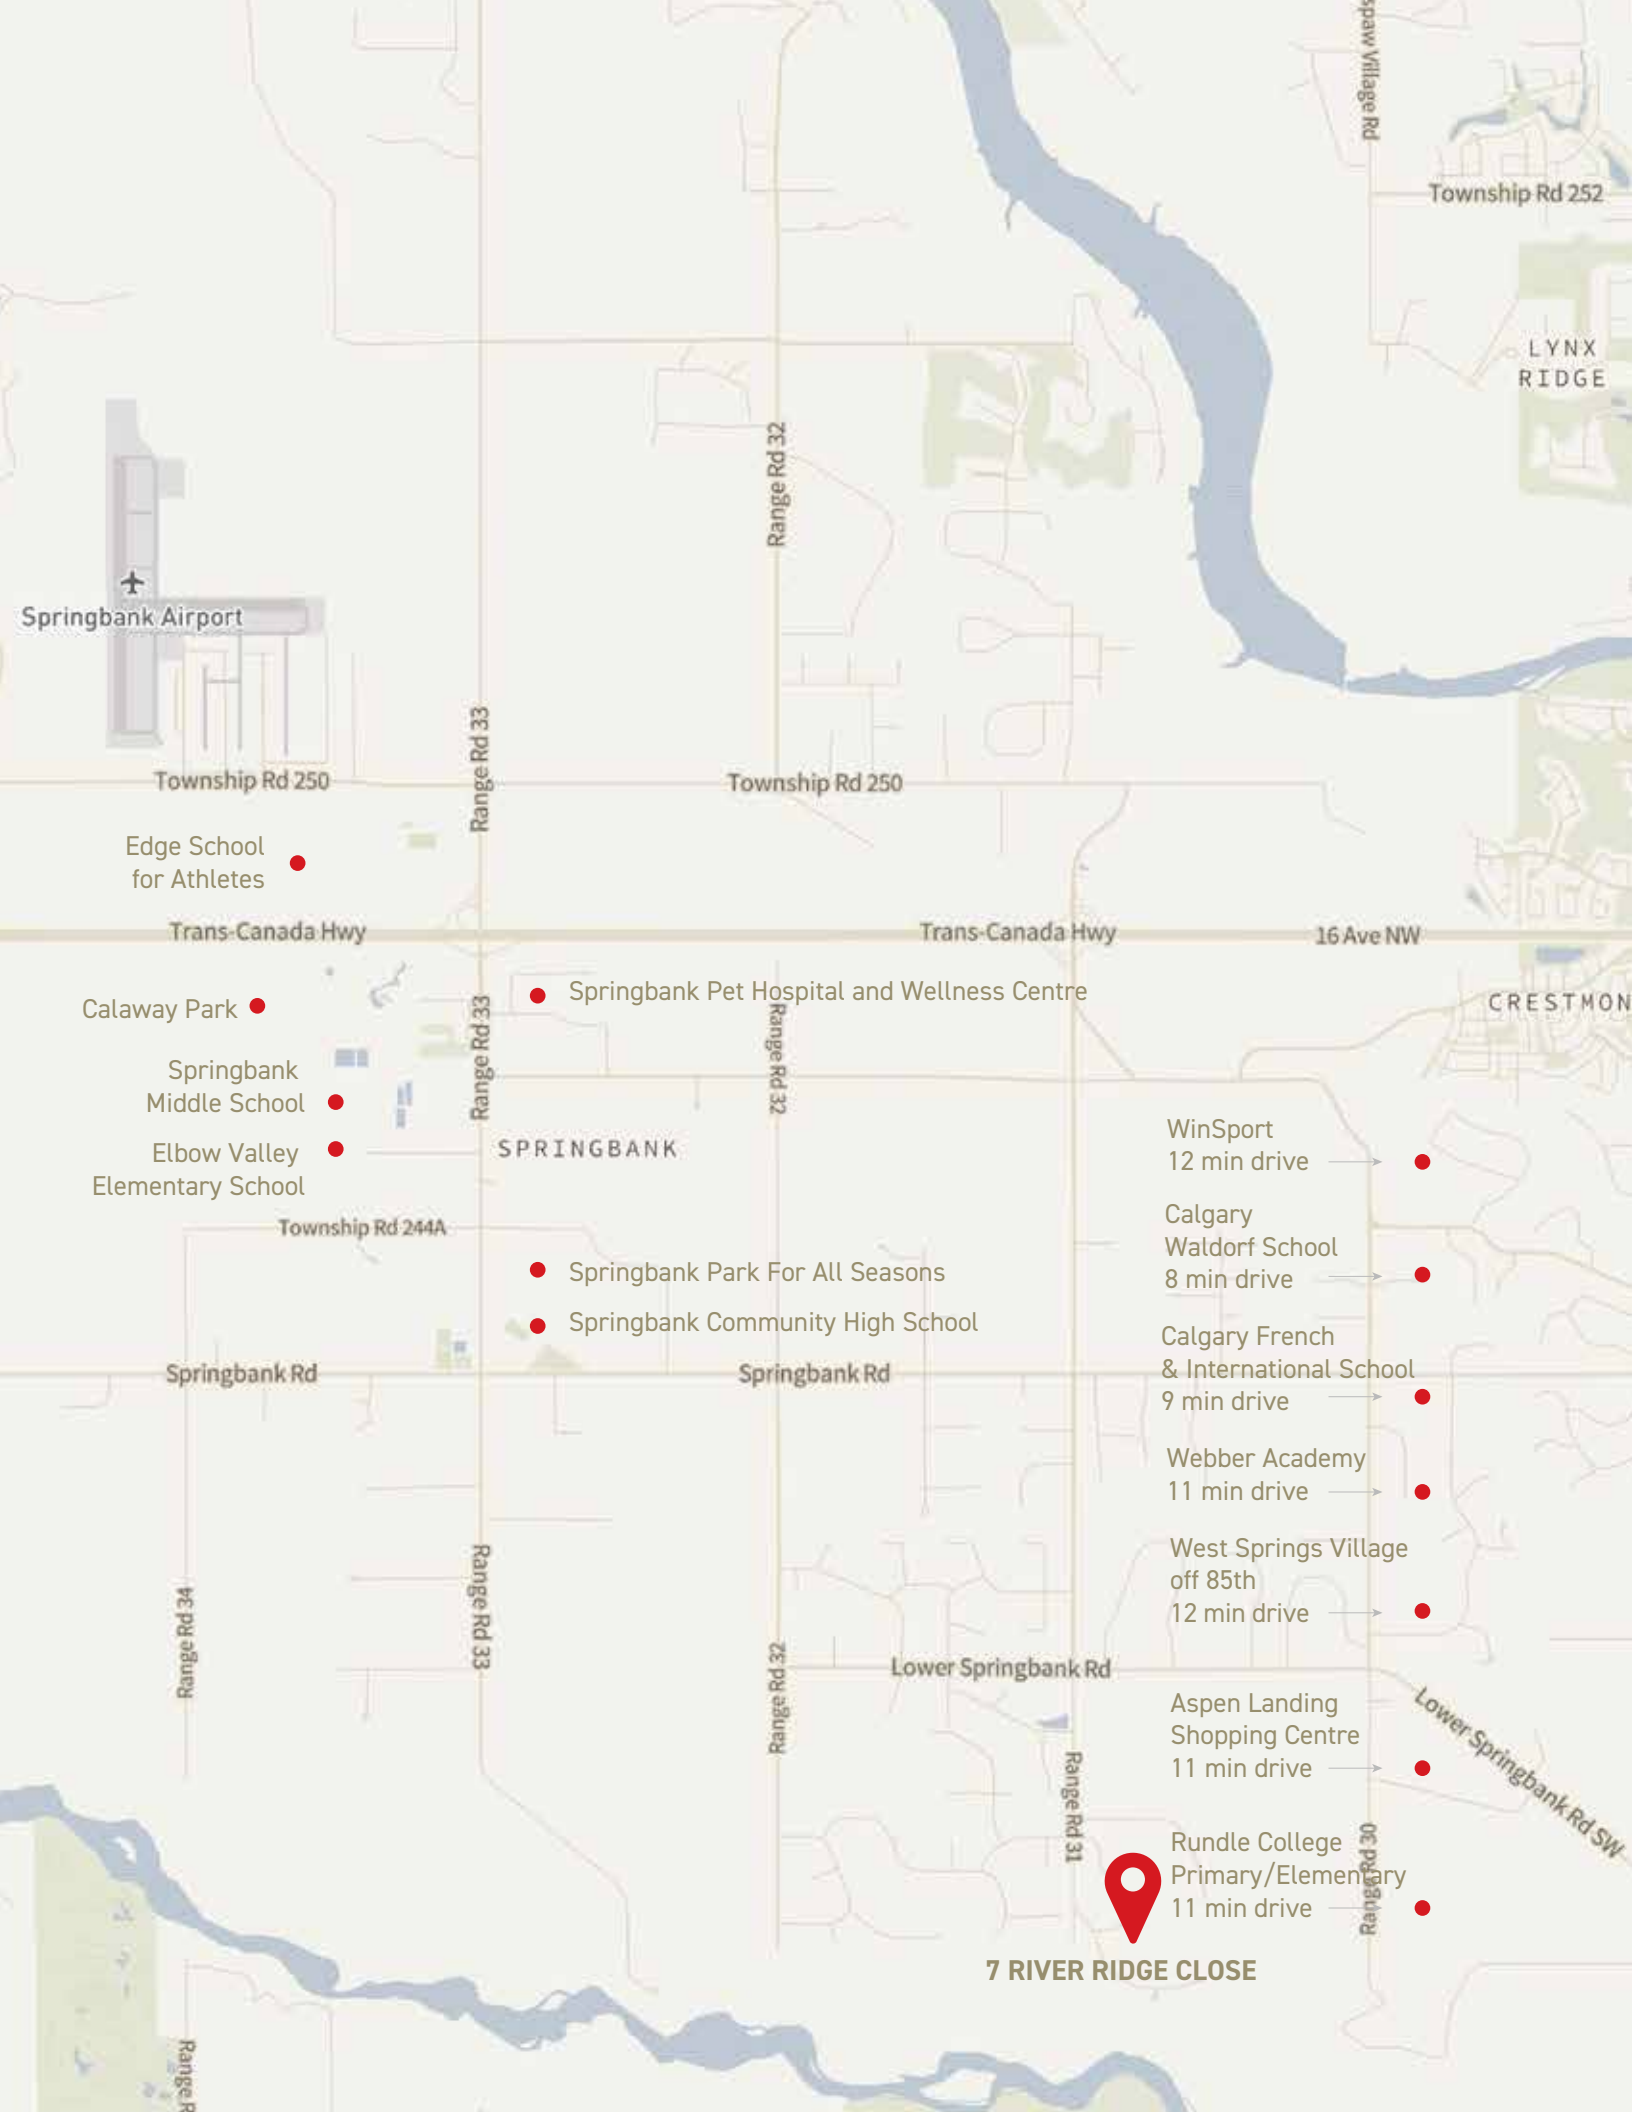 spaw Village Rd
Township Rd 252
LYNX
RIDGE
Range Rd 32
Springbank Airport
Range Rd 33
Township Rd 250
Township Rd 250
Edge School
for Athletes
Trans-Canada Hwy
Trans-Canada Hwy
16 Ave NW
Calaway Park
Springbank Pet Hospital and Wellness Centre
CRESTMON
Range Rd 33
Range Rd 32
Springbank
Middle School
Elbow Valley
Elementary School
SPRINGBANK
WinSport
12 min drive
Township Rd 244A
Calgary
Waldorf School
8 min drive
Springbank Park For All Seasons
Springbank Community High School
Calgary French
& International School
9 min drive
Springbank Rd
Springbank Rd
Webber Academy
11 min drive
West Springs Village
off 85th
12 min drive
Range Rd 34
Range Rd 33
Range Rd 32
Lower Springbank Rd
Lower Springbank Rd SW
Aspen Landing
Shopping Centre
11 min drive
Range Rd 31
Range Rd 30
Rundle College
Primary/Elementary
11 min drive
7 RIVER RIDGE CLOSE
Range R